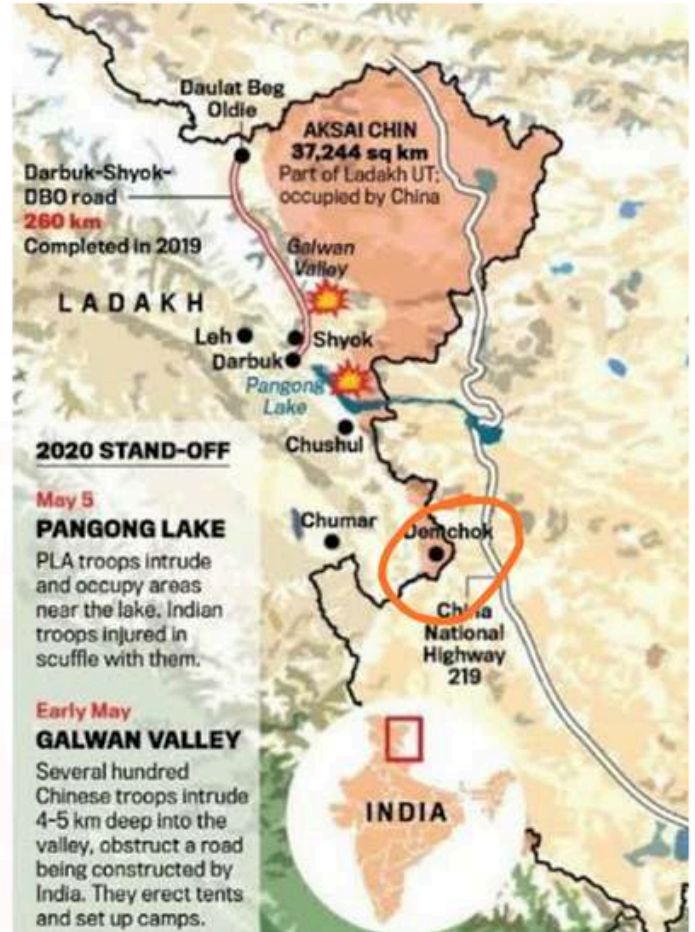 Daulat Beg
Oldie
AKSAI CHIN
37,244 sq km
Part of Ladakh UT;
occupied by China
Darbuk-Shyok-
DBO road
260 km
Completed in 2019
Galwan
Valley
LADAKH
Leh
Shyok
Darbuk
Pangong
Lake
Chushul
2020 STAND-OFF
May 5
PANGONG LAKE
PLA troops intrude
and occupy areas
near the lake. Indian
troops injured in
scuffle with them.
Chumar
Demchok
China
National
Highway
219
Early May
GALWAN VALLEY
Several hundred
Chinese troops intrude
4-5 km deep into the
valley, obstruct a road
being constructed by
India. They erect tents
and set up camps.
INDIA